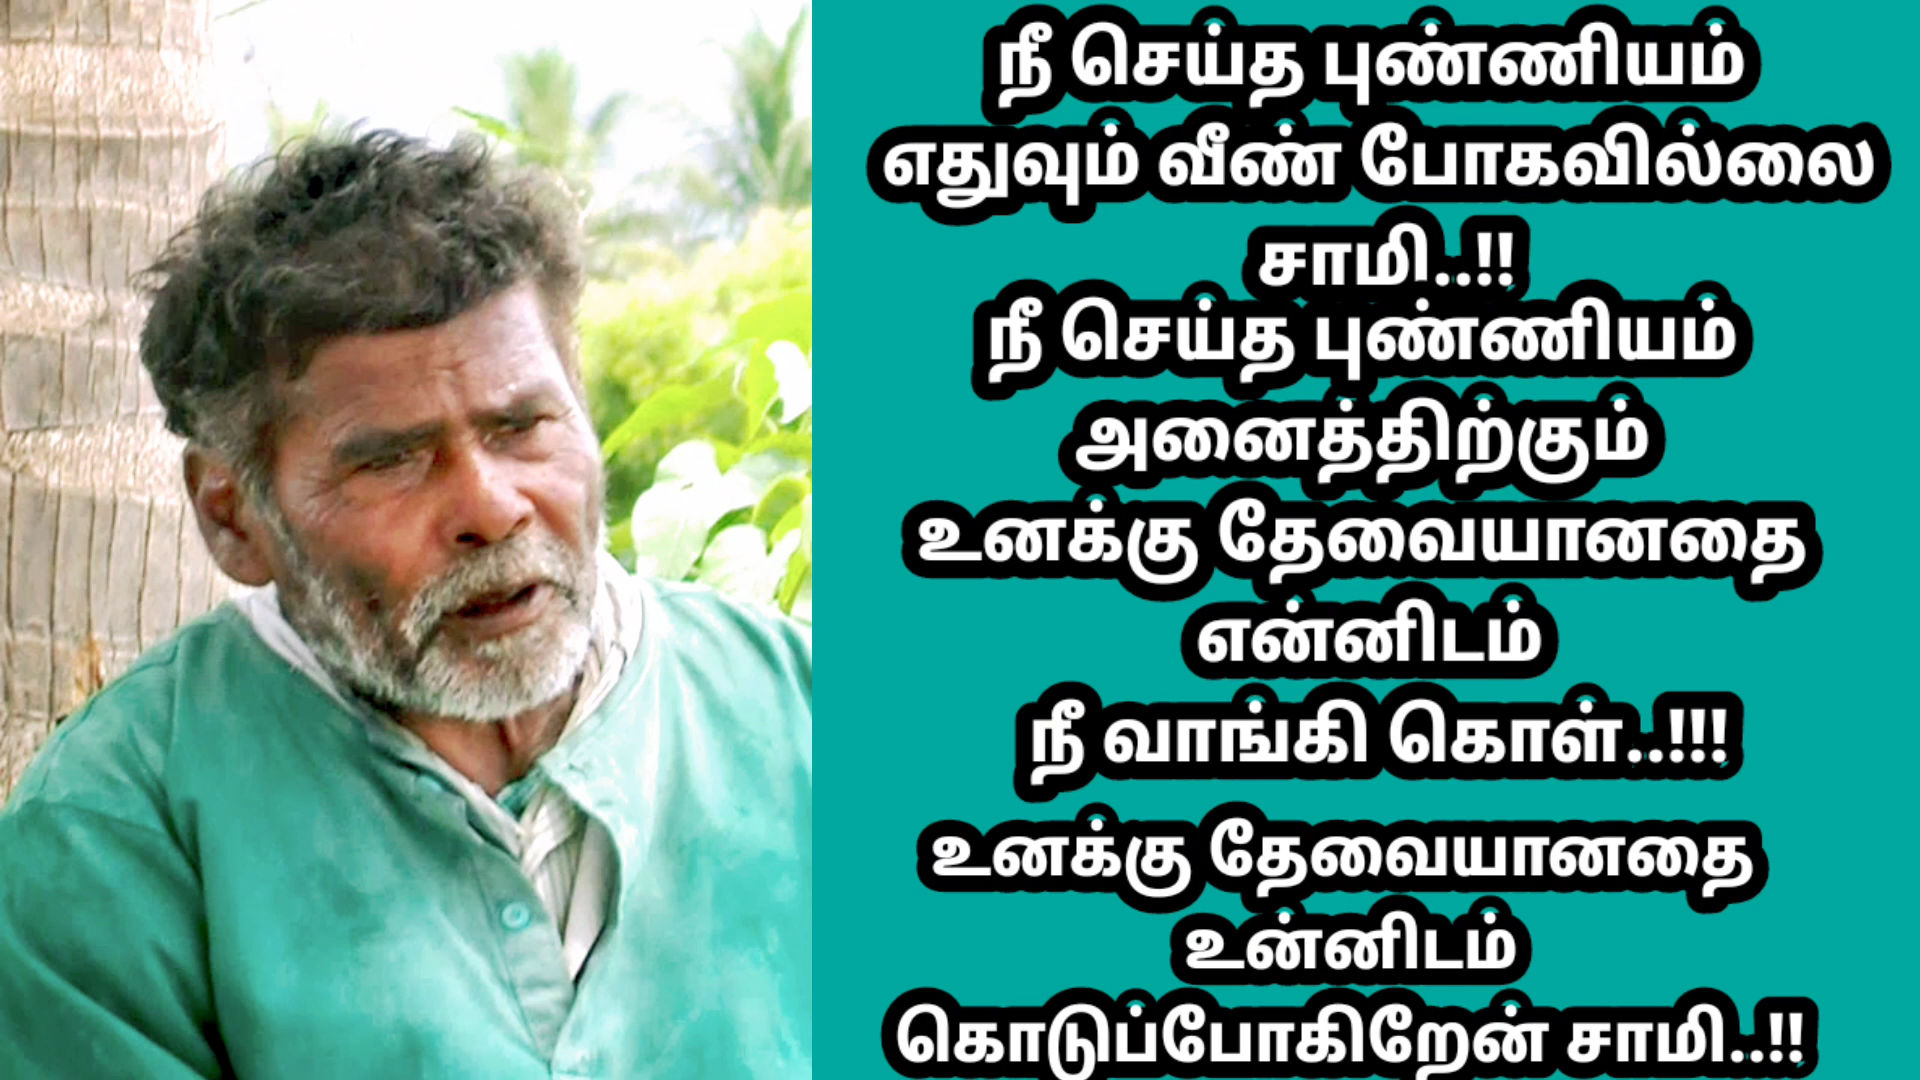 நீ செய்த புண்ணியம்
எதுவும் வீண் போகவில்லை
சாமி..!!
நீ செய்த புண்ணியம்
அனைத்திற்கும்
உனக்கு தேவையானதை
என்னிடம்
நீ வாங்கி கொள்..!!!
உனக்கு தேவையானதை
உன்னிடம்
கொடுப்போகிறேன் சாமி..!!